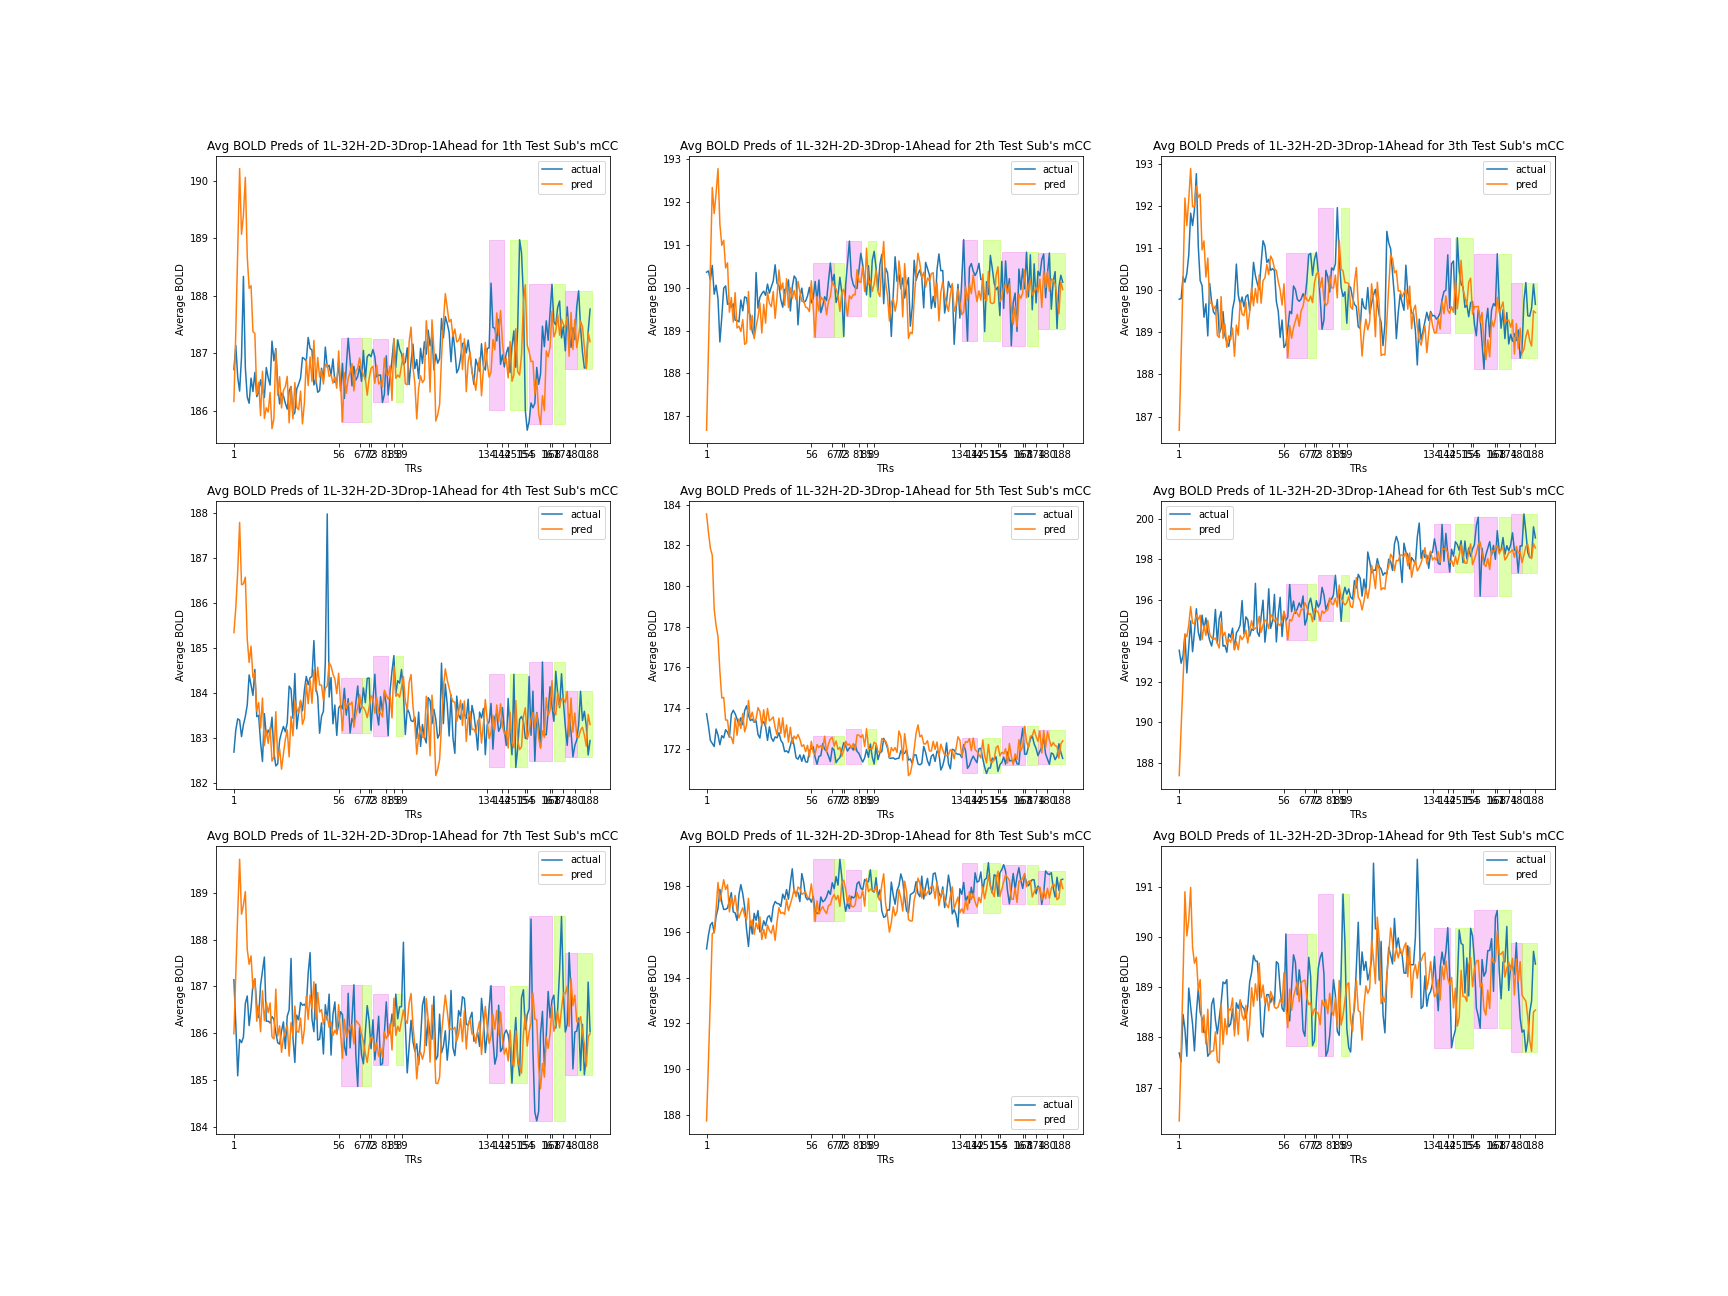 Avg BOLD Preds of 1L-32H-2D-3Drop-1Ahead for 1th Test Sub's mCC
Avg BOLD Preds of 1L-32H-2D-3Drop-1Ahead for 2th Test Sub's mCC
Avg BOLD Preds of 1L-32H-2D-3Drop-1Ahead for 3th Test Sub's mCC
Average BOLD
190
189
188
187
186
actual
pred
1 56 89 188
TRs
Average BOLD
193
192
191
190
189
188
187
actual
pred
1 56 89 188
TRs
Average BOLD
193
192
191
190
189
188
187
actual
pred
1 56 89 188
TRs
Avg BOLD Preds of 1L-32H-2D-3Drop-1Ahead for 4th Test Sub's mCC
Avg BOLD Preds of 1L-32H-2D-3Drop-1Ahead for 5th Test Sub's mCC
Avg BOLD Preds of 1L-32H-2D-3Drop-1Ahead for 6th Test Sub's mCC
Average BOLD
188
187
186
185
184
183
182
actual
pred
1 56 89 188
TRs
Average BOLD
184
182
180
178
176
174
172
actual
pred
1 56 89 188
TRs
Average BOLD
200
198
196
194
192
190
188
actual
pred
1 56 89 188
TRs
Avg BOLD Preds of 1L-32H-2D-3Drop-1Ahead for 7th Test Sub's mCC
Avg BOLD Preds of 1L-32H-2D-3Drop-1Ahead for 8th Test Sub's mCC
Avg BOLD Preds of 1L-32H-2D-3Drop-1Ahead for 9th Test Sub's mCC
Average BOLD
189
188
187
186
185
184
actual
pred
1 56 89 188
TRs
Average BOLD
198
196
194
192
190
188
actual
pred
1 56 89 188
TRs
Average BOLD
191
190
189
188
187
actual
pred
1 56 89 188
TRs